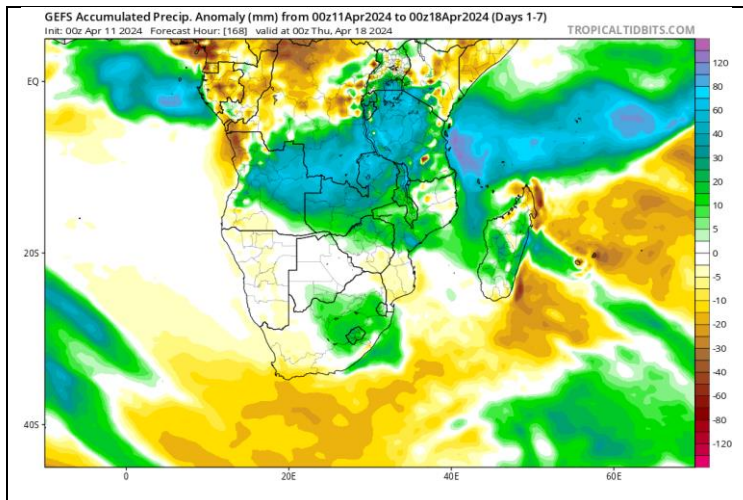 GEFS Accumulated Precip. Anomaly (mm) from 00z11Apr2024 to 00z18Apr2024 (Days 1-7)
Init: 00z Apr 11 2024 Forecast Hour: [168] valid at 00z Thu, Apr 18 2024 TROPICALTIDBITS.COM
EQ
20S
40S
0
20E
40E
60E
120
80
60
40
30
20
10
5
0
-5
-10
-20
-30
-40
-60
-80
-120